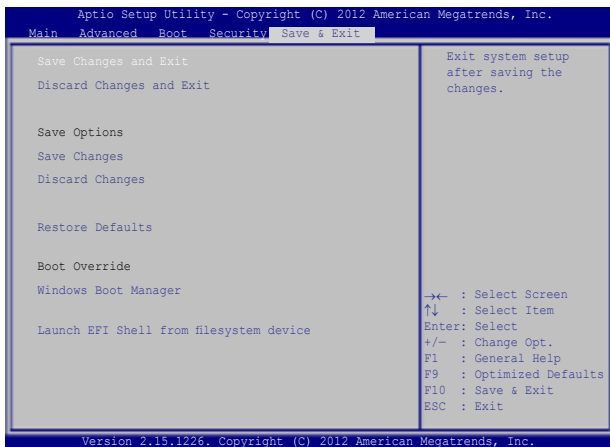 Aptio Setup Utility - Copyright (C) 2012 American Megatrends, Inc.
Main Advanced Boot Security Save & Exit
Save Changes and Exit
Discard Changes and Exit
Save Options
Save Changes
Discard Changes
Restore Defaults
Boot Override
Windows Boot Manager
Launch EFI Shell from filesystem device
Exit system setup
after saving the
changes.
→← : Select Screen
↑↓ : Select Item
Enter: Select
+/— : Change Opt.
F1 : General Help
F9 : Optimized Defaults
F10 : Save & Exit
ESC : Exit
Version 2.15.1226. Copyright (C) 2012 American Megatrends, Inc.